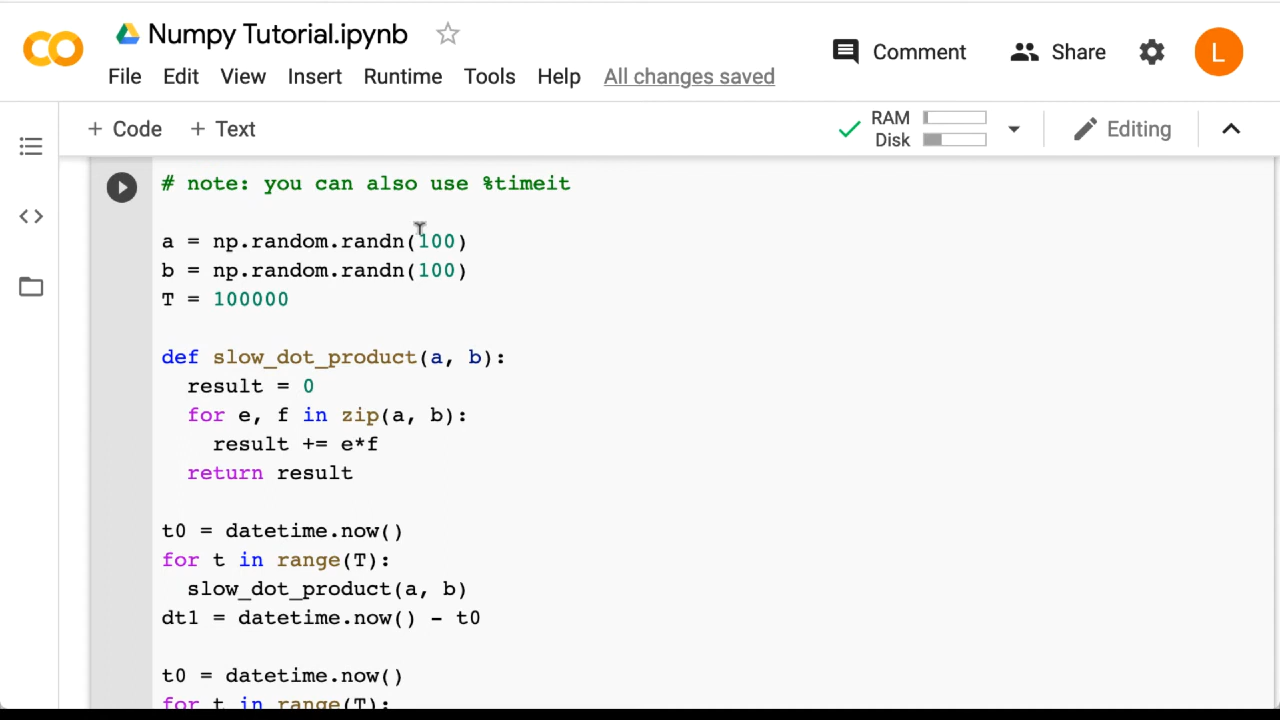 Numpy Tutorial.ipynb
Comment
Share
L
File Edit View Insert Runtime Tools Help All changes saved
+ Code + Text
RAM
Disk
Editing
# note: you can also use %timeit
a = np.random.randn(100)
b = np.random.randn(100)
T = 100000
def slow_dot_product(a, b):
  result = 0
  for e, f in zip(a, b):
    result += e*f
  return result
t0 = datetime.now()
for t in range(T):
  slow_dot_product(a, b)
dt1 = datetime.now() - t0
t0 = datetime.now()
for t in range(T):